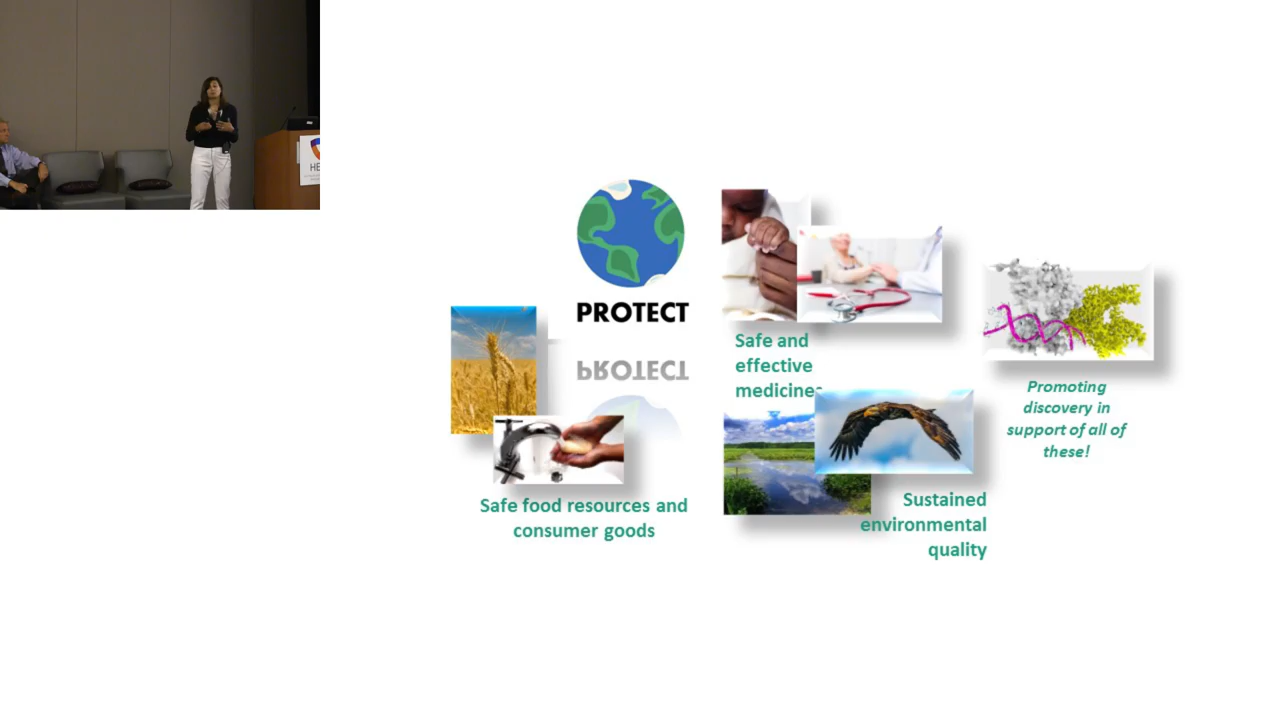 PROTECT
Safe and
effective
medicines
Promoting
discovery in
support of all of
these!
Safe food resources and
consumer goods
Sustained
environmental
quality